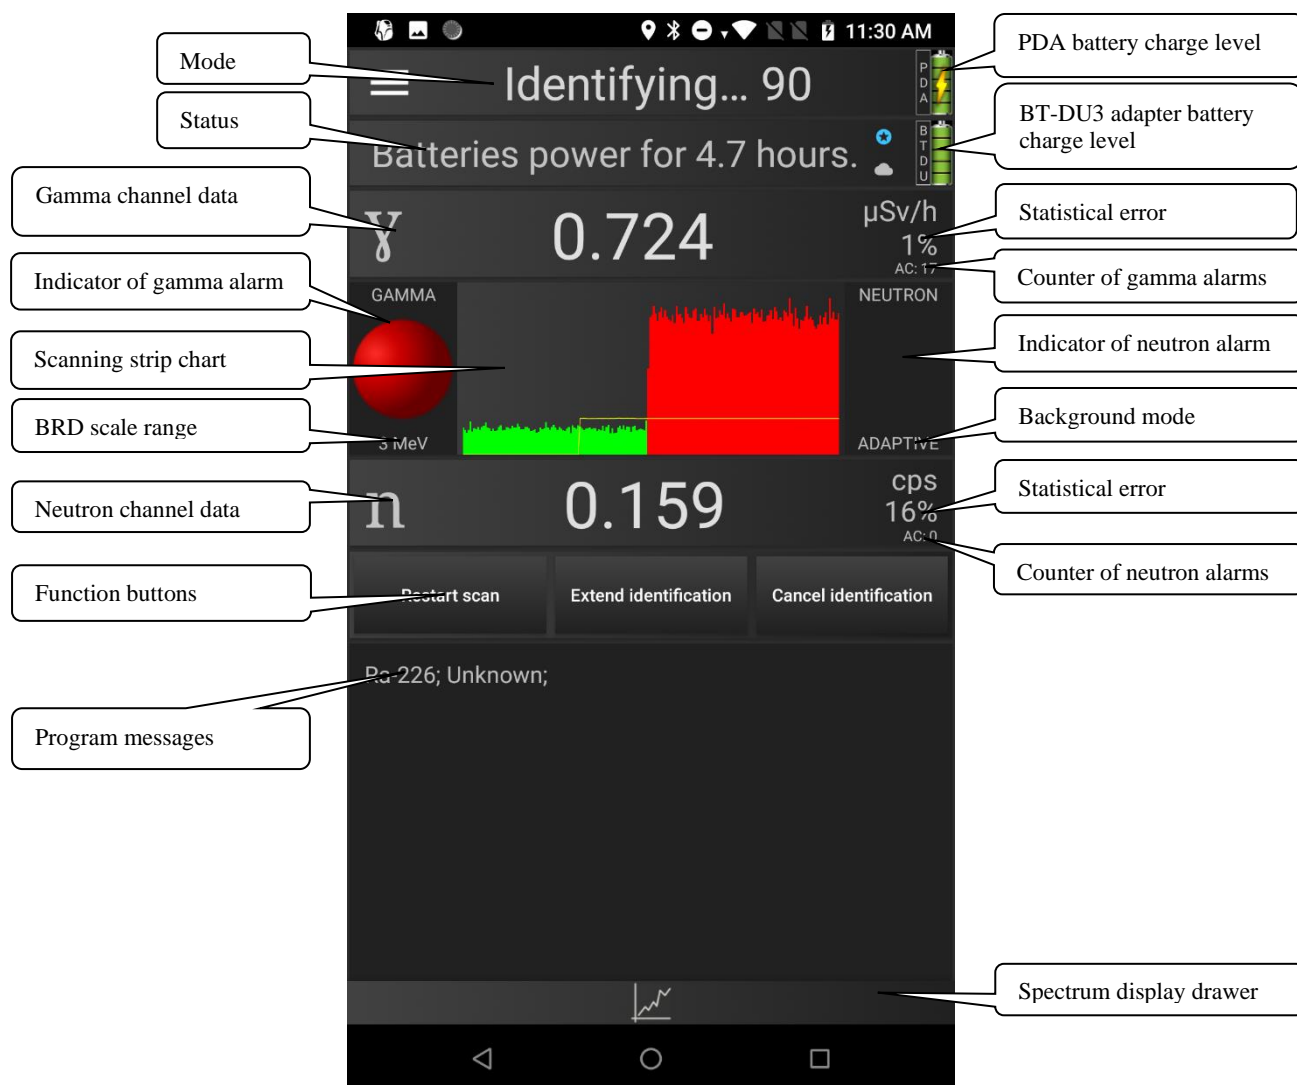 11:30 AM
Mode
Identifying... 90
PDA
PDA battery charge level
Status
Batteries power for 4.7 hours.
BTDU
BT-DU3 adapter battery
charge level
Gamma channel data
Ɣ
0.724
µSv/h
1%
AC: 17
Statistical error
Counter of gamma alarms
Indicator of gamma alarm
GAMMA
NEUTRON
Indicator of neutron alarm
Scanning strip chart
BRD scale range
3 MeV
ADAPTIVE
Background mode
Neutron channel data
n
0.159
cps
16%
AC: 0
Statistical error
Counter of neutron alarms
Function buttons
Restart scan
Extend identification
Cancel identification
Ra-226; Unknown;
Program messages
Spectrum display drawer